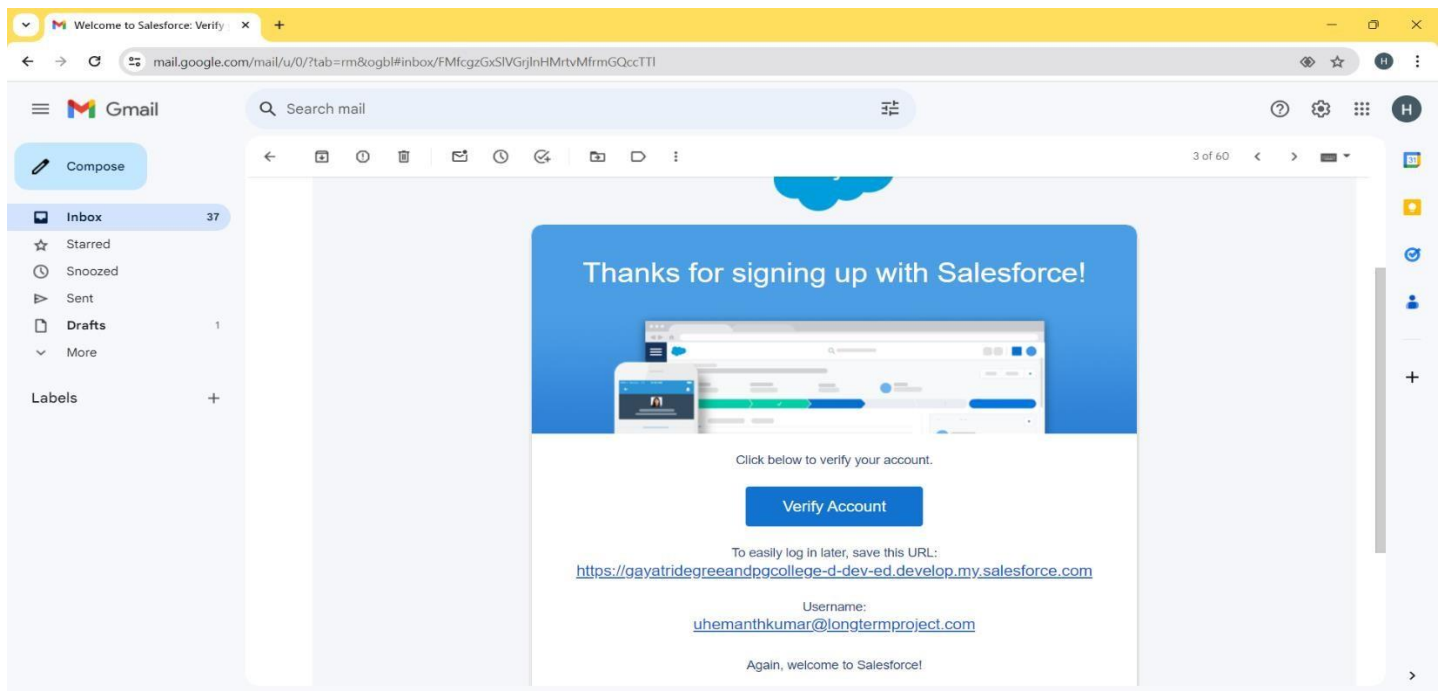 Welcome to Salesforce: Verify
mail.google.com/mail/u/0/?tab=rm&ogbl#inbox/FMfcgzGxSlVGrjlnHMrtvMfrmGQccTTl
H
Gmail
Search mail
H
Compose
3 of 60
31
Inbox 37
Starred
Snoozed
Sent
Drafts 1
More
Labels
Thanks for signing up with Salesforce!
Click below to verify your account.
Verify Account
To easily log in later, save this URL:
https://gayatridegreeandpgcollege-d-dev-ed.develop.my.salesforce.com
Username:
uhemanthkumar@longtermproject.com
Again, welcome to Salesforce!